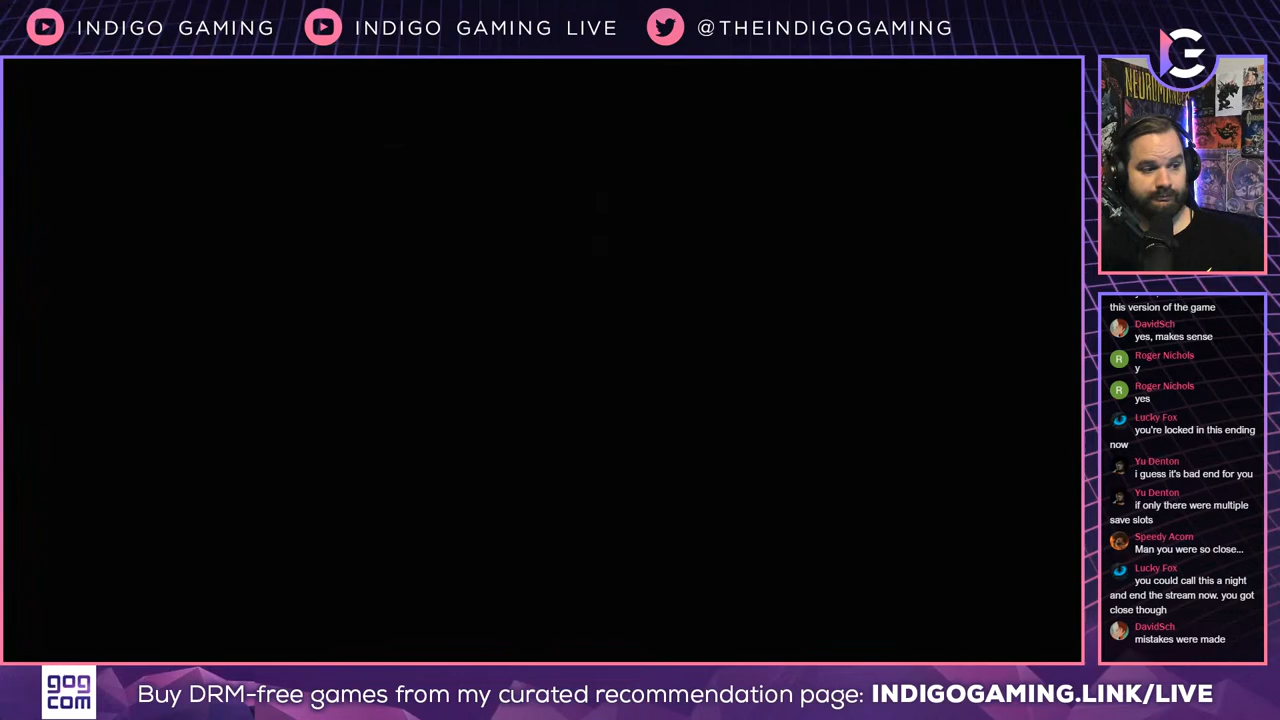 INDIGO GAMING
INDIGO GAMING LIVE
@THEINDIGOGAMING
NEUROMANC
this version of the game
DavidSch
yes, makes sense
R
Roger Nichols
y
R
Roger Nichols
yes
Lucky Fox
you're locked in this ending
now
Yu Denton
i guess it's bad end for you
Yu Denton
if only there were multiple
save slots
Speedy Acorn
Man you were so close...
Lucky Fox
you could call this a night
and end the stream now. you got
close though
DavidSch
mistakes were made
gog
com
Buy DRM-free games from my curated recommendation page: INDIGOGAMING.LINK/LIVE